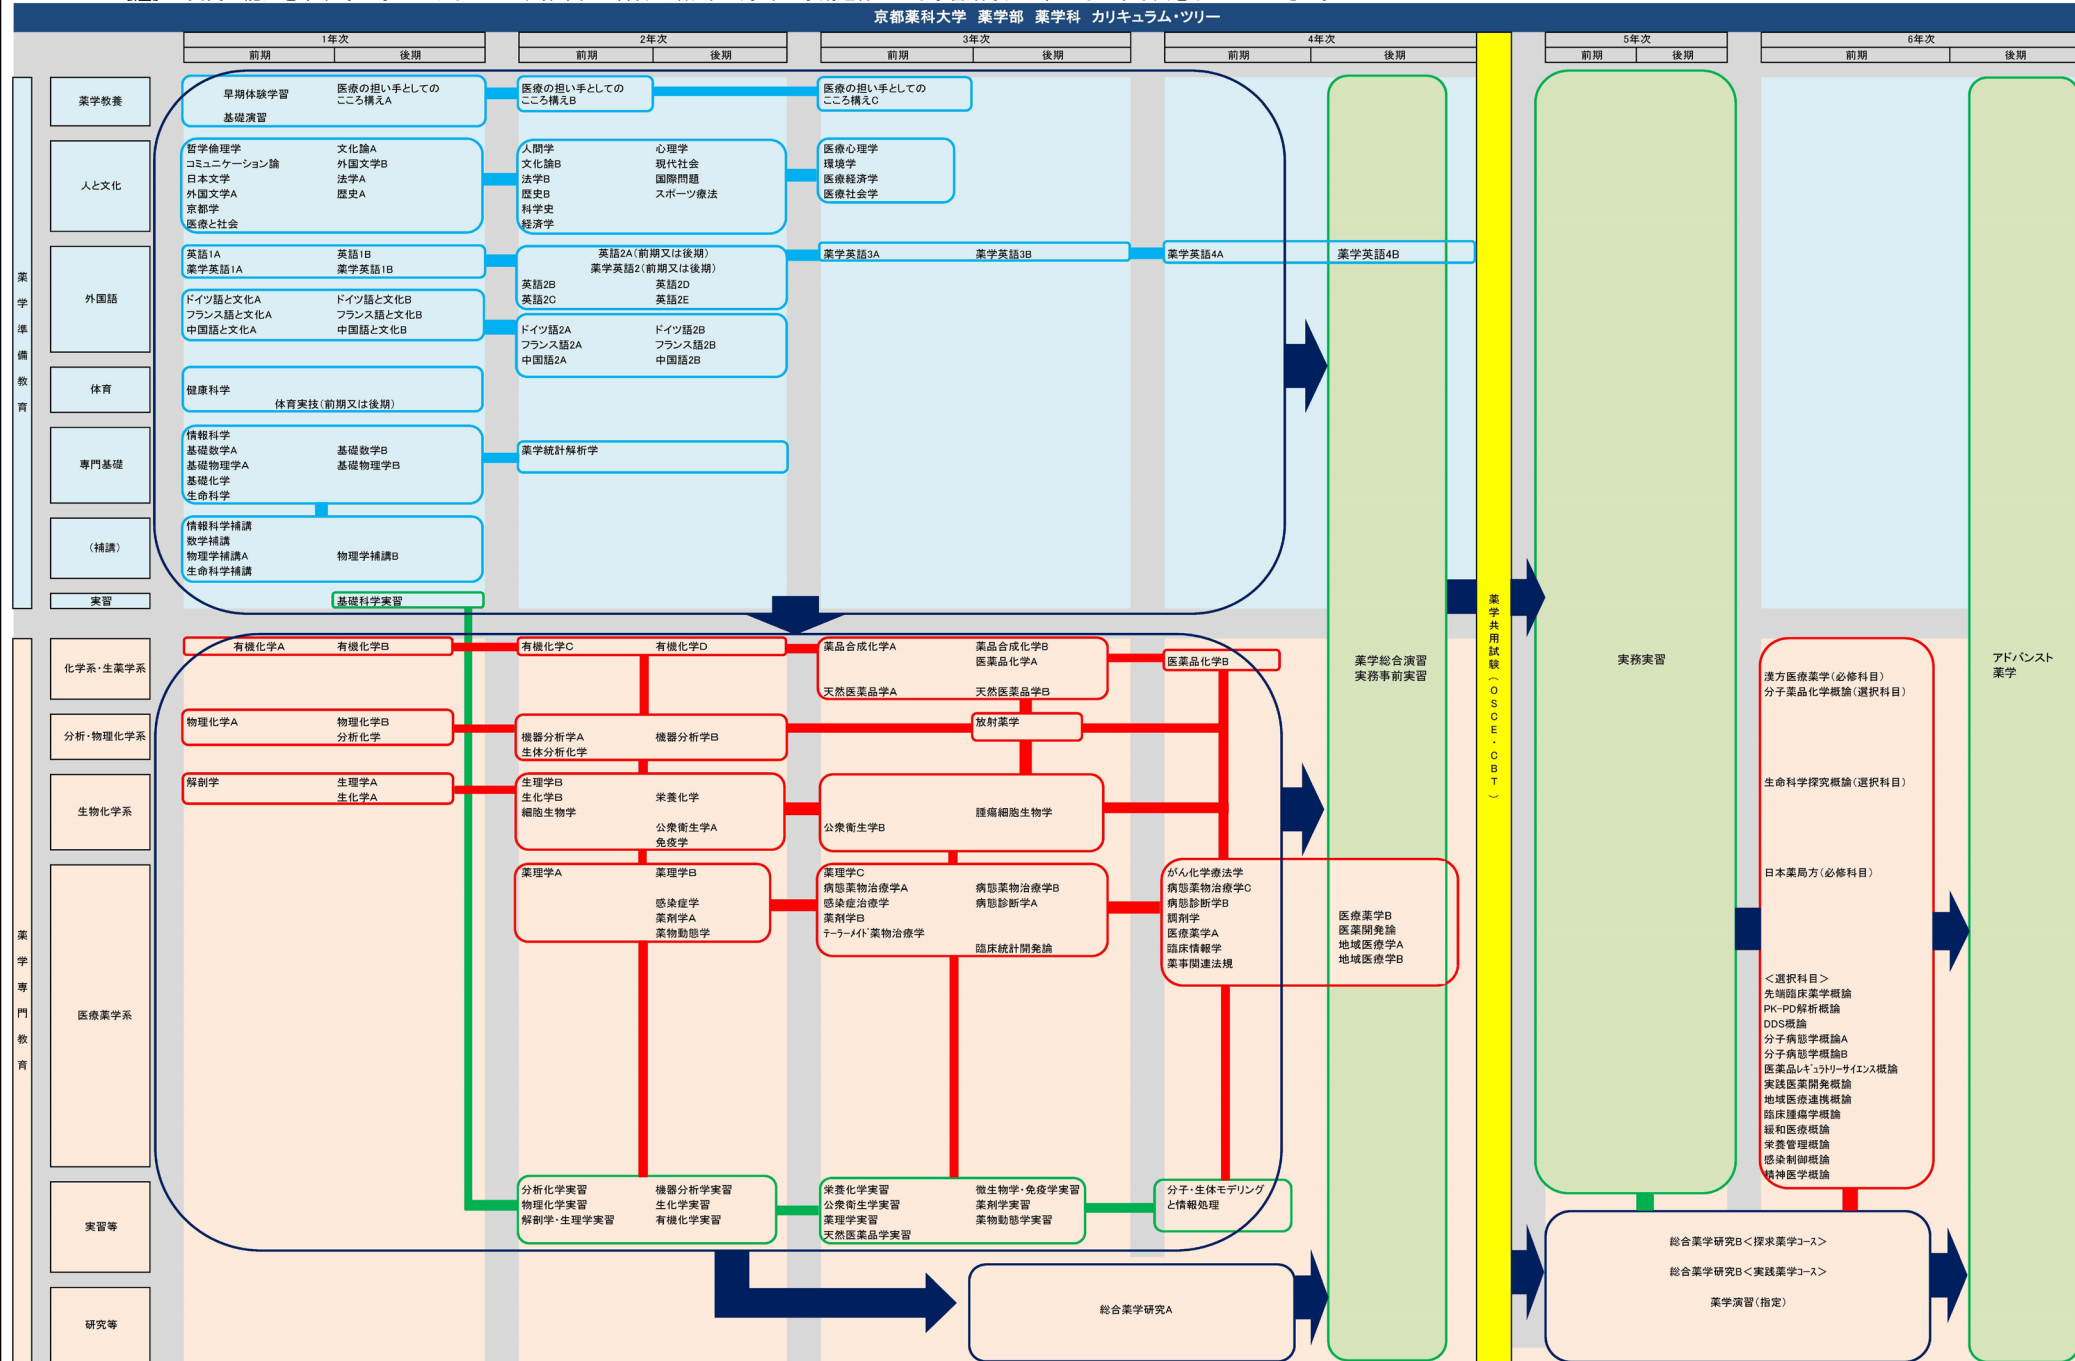 京都薬科大学 薬学部 薬学科 カリキュラム・ツリー
1年次
2年次
3年次
4年次
5年次
6年次
前期
後期
前期
後期
前期
後期
前期
後期
前期
後期
前期
後期
薬学準備教育
薬学教養
早期体験学習
基礎演習
医療の担い手としての
こころ構えA
医療の担い手としての
こころ構えB
医療の担い手としての
こころ構えC
人と文化
哲学倫理学
コミュニケーション論
日本文学
外国文学A
京都学
医療と社会
文化論A
外国文学B
法学A
歴史A
人間学
文化論B
法学B
歴史B
科学史
経済学
心理学
現代社会
国際問題
スポーツ療法
医療心理学
環境学
医療経済学
医療社会学
外国語
英語1A
薬学英語1A
英語1B
薬学英語1B
英語2A(前期又は後期)
薬学英語2(前期又は後期)
英語2B
英語2C
英語2D
英語2E
薬学英語3A
薬学英語3B
薬学英語4A
薬学英語4B
ドイツ語と文化A
フランス語と文化A
中国語と文化A
ドイツ語と文化B
フランス語と文化B
中国語と文化B
ドイツ語2A
フランス語2A
中国語2A
ドイツ語2B
フランス語2B
中国語2B
体育
健康科学
体育実技(前期又は後期)
専門基礎
情報科学
基礎数学A
基礎物理学A
基礎化学
生命科学
基礎数学B
基礎物理学B
薬学統計解析学
(補講)
情報科学補講
数学補講
物理学補講A
生命科学補講
物理学補講B
実習
基礎科学実習
薬学専門教育
化学系・生薬学系
有機化学A
有機化学B
有機化学C
有機化学D
薬品合成化学A
天然医薬品学A
薬品合成化学B
医薬品化学A
天然医薬品学B
医薬品化学B
分析・物理化学系
物理化学A
物理化学B
分析化学
機器分析学A
生体分析化学
機器分析学B
放射薬学
生物化学系
解剖学
生理学A
生化学A
生理学B
生化学B
細胞生物学
栄養化学
公衆衛生学A
免疫学
公衆衛生学B
腫瘍細胞生物学
医療薬学系
薬理学A
薬理学B
感染症学
薬剤学A
薬物動態学
薬理学C
病態薬物治療学A
感染症治療学
薬剤学B
テーラーメイド薬物治療学
病態薬物治療学B
病態診断学A
臨床統計開発論
がん化学療法学
病態薬物治療学C
病態診断学B
調剤学
医療薬学A
臨床情報学
薬事関連法規
医療薬学B
医薬開発論
地域医療学A
地域医療学B
実習等
分析化学実習
物理化学実習
解剖学・生理学実習
機器分析学実習
生化学実習
有機化学実習
栄養化学実習
公衆衛生学実習
薬理学実習
天然医薬品学実習
微生物学・免疫学実習
薬剤学実習
薬物動態学実習
分子・生体モデリング
と情報処理
研究等
総合薬学研究A
薬学総合演習
実務事前実習
薬学共用試験(OSCE・CBT)
実務実習
漢方医療薬学(必修科目)
分子薬品化学概論(選択科目)
生命科学探究概論(選択科目)
日本薬局方(必修科目)
<選択科目>
先端臨床薬学概論
PK-PD解析概論
DDS概論
分子病態学概論A
分子病態学概論B
医薬品レギュラトリーサイエンス概論
実践医薬開発概論
地域医療連携概論
臨床腫瘍学概論
緩和医療概論
栄養管理概論
感染制御概論
精神医学概論
総合薬学研究B<探求薬学コース>
総合薬学研究B<実践薬学コース>
薬学演習(指定)
アドバンスト
薬学